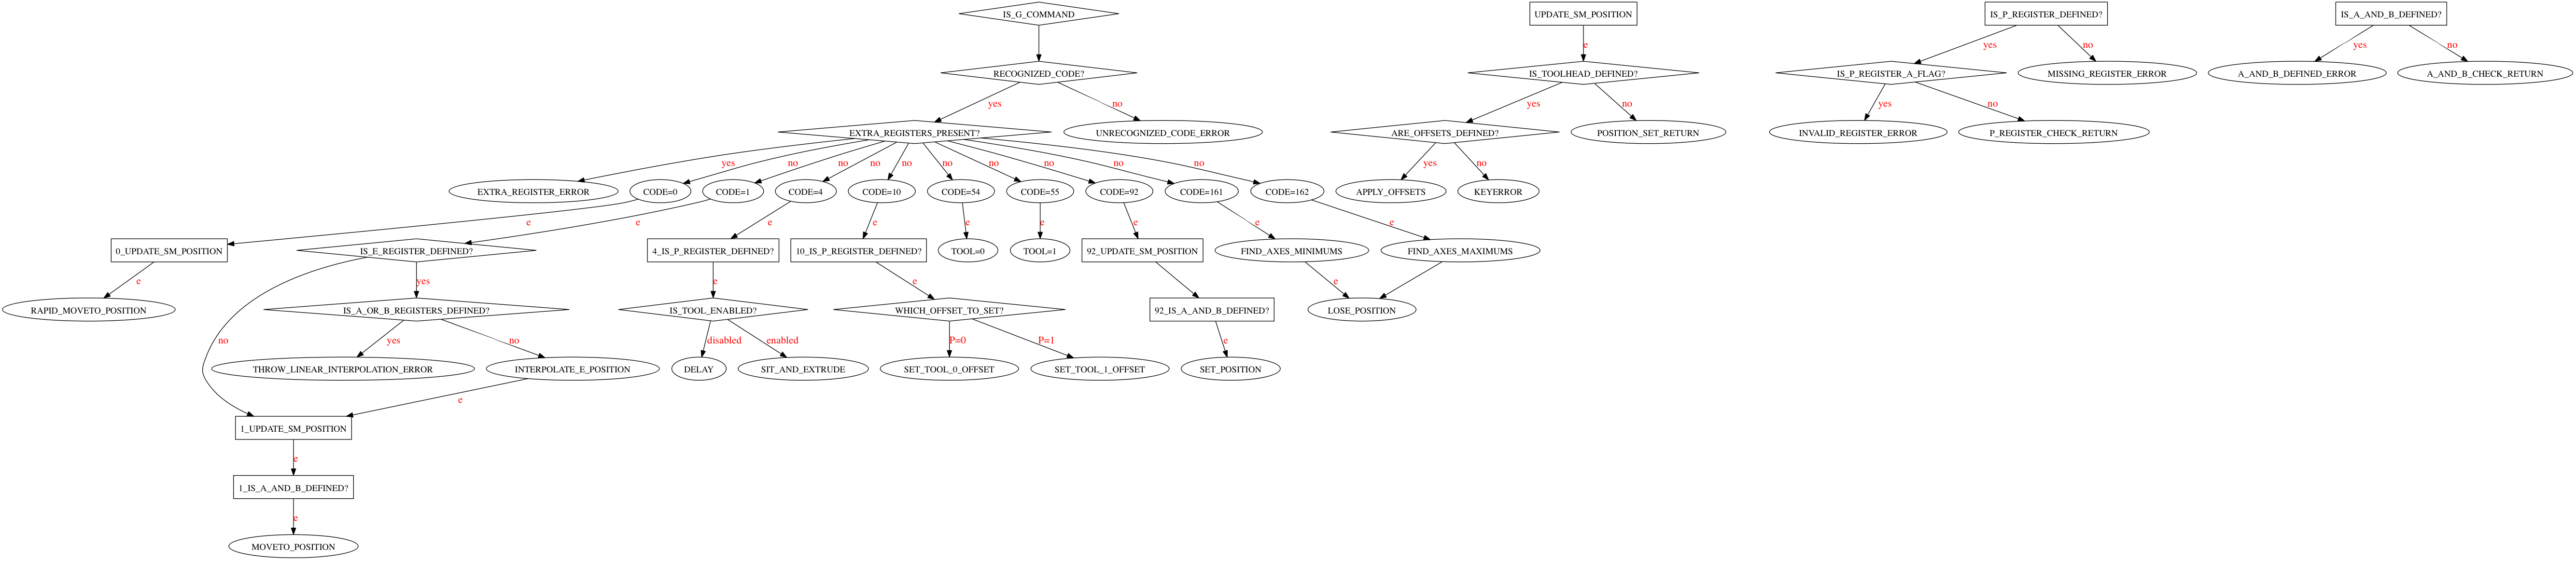 IS_G_COMMAND
UPDATE_SM_POSITION
IS_P_REGISTER_DEFINED?
IS_A_AND_B_DEFINED?
e
yes
no
yes
no
RECOGNIZED_CODE?
IS_TOOLHEAD_DEFINED?
IS_P_REGISTER_A_FLAG?
MISSING_REGISTER_ERROR
A_AND_B_DEFINED_ERROR
A_AND_B_CHECK_RETURN
yes
no
yes
no
yes
no
EXTRA_REGISTERS_PRESENT?
UNRECOGNIZED_CODE_ERROR
ARE_OFFSETS_DEFINED?
POSITION_SET_RETURN
INVALID_REGISTER_ERROR
P_REGISTER_CHECK_RETURN
yes
no
no
no
no
no
no
no
no
no
yes
no
EXTRA_REGISTER_ERROR
CODE=0
CODE=1
CODE=4
CODE=10
CODE=54
CODE=55
CODE=92
CODE=161
CODE=162
APPLY_OFFSETS
KEYERROR
e
e
e
e
e
e
e
e
e
0_UPDATE_SM_POSITION
IS_E_REGISTER_DEFINED?
4_IS_P_REGISTER_DEFINED?
10_IS_P_REGISTER_DEFINED?
TOOL=0
TOOL=1
92_UPDATE_SM_POSITION
FIND_AXES_MINIMUMS
FIND_AXES_MAXIMUMS
e
yes
e
e
e
RAPID_MOVETO_POSITION
IS_A_OR_B_REGISTERS_DEFINED?
IS_TOOL_ENABLED?
WHICH_OFFSET_TO_SET?
92_IS_A_AND_B_DEFINED?
LOSE_POSITION
no
yes
no
disabled
enabled
P=0
P=1
e
THROW_LINEAR_INTERPOLATION_ERROR
INTERPOLATE_E_POSITION
DELAY
SIT_AND_EXTRUDE
SET_TOOL_0_OFFSET
SET_TOOL_1_OFFSET
SET_POSITION
e
1_UPDATE_SM_POSITION
e
1_IS_A_AND_B_DEFINED?
e
MOVETO_POSITION